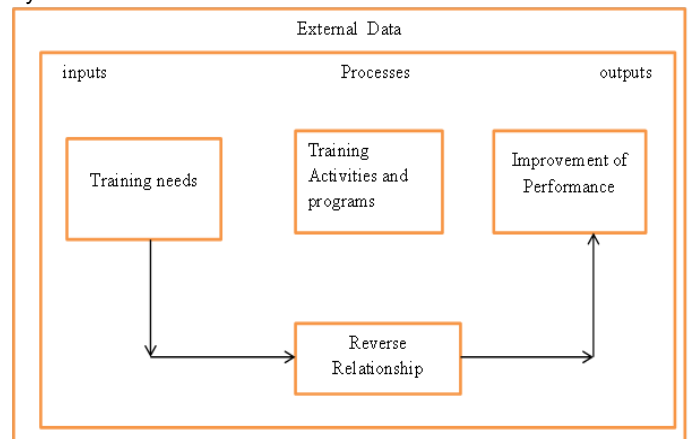 External Data
inputs Processes outputs
Training needs
Training
Activities and
programs
Improvement of
Performance
Reverse
Relationship